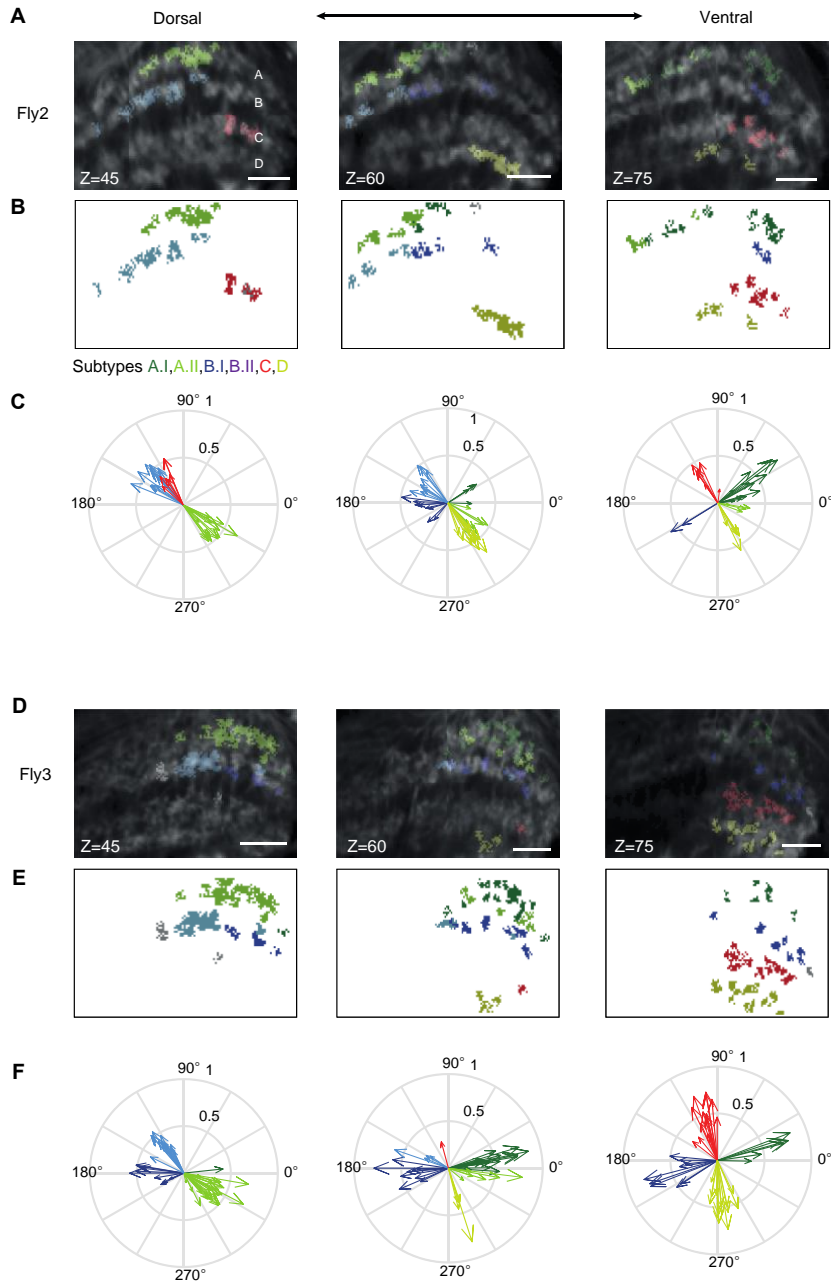 A
Dorsal
Ventral
Fly2
A
B
C
D
Z=45
Z=60
Z=75
B
Subtypes A.I,A.II,B.I,B.II,C,D
C
90° 1
0.5
180°
0°
270°
90°
1
0.5
180°
0°
270°
90° 1
0.5
180°
0°
270°
D
Fly3
Z=45
Z=60
Z=75
E
F
90° 1
0.5
180°
0°
270°
90° 1
0.5
180°
0°
270°
90° 1
0.5
180°
0°
270°